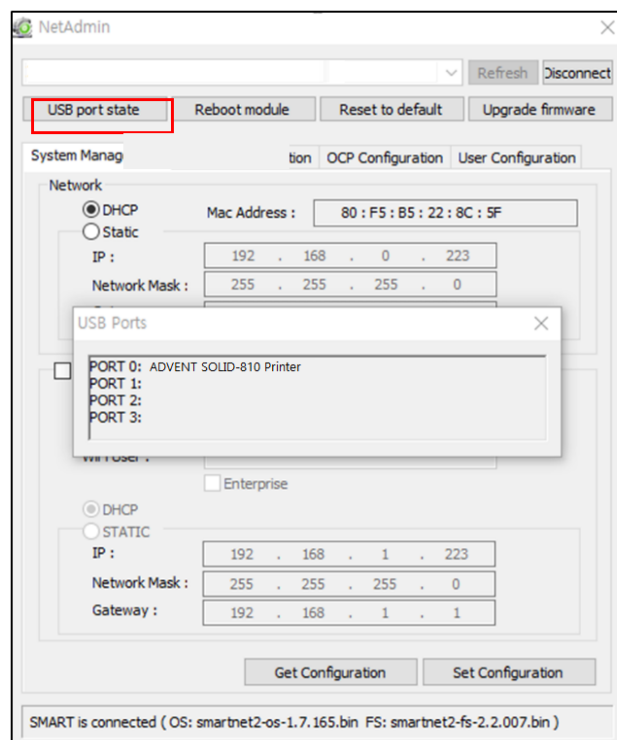 NetAdmin
Refresh Disconnect
USB port state Reboot module Reset to default Upgrade firmware
System Manag tion OCP Configuration User Configuration
Network
DHCP Mac Address : 80 : F5 : B5 : 22 : 8C : 5F
Static
IP : 192 . 168 . 0 . 223
Network Mask : 255 . 255 . 255 . 0
USB Ports
PORT 0: ADVENT SOLID-810 Printer
PORT 1:
PORT 2:
PORT 3:
Enterprise
DHCP
STATIC
IP : 192 . 168 . 1 . 223
Network Mask : 255 . 255 . 255 . 0
Gateway : 192 . 168 . 1 . 1
Get Configuration Set Configuration
SMART is connected ( OS: smartnet2-os-1.7.165.bin FS: smartnet2-fs-2.2.007.bin )